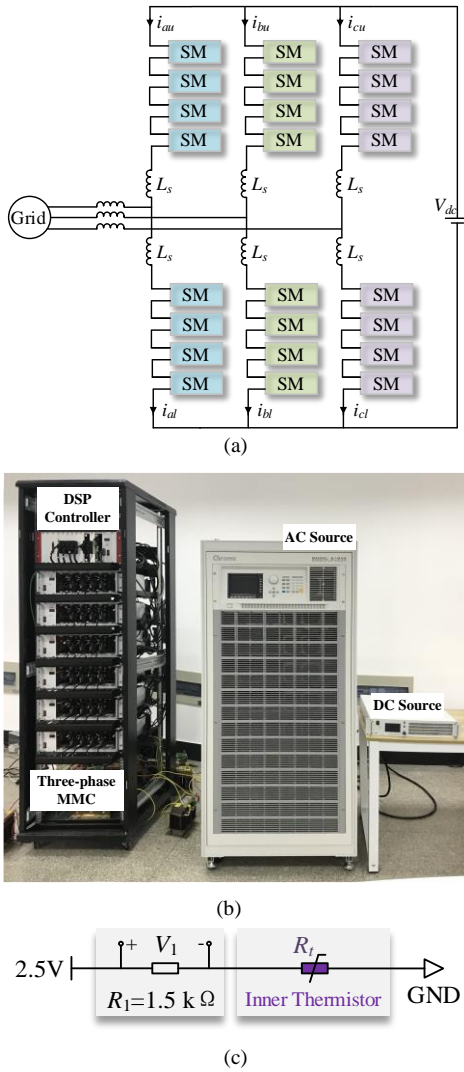 i_au i_bu i_cu
SM SM SM
SM SM SM
SM SM SM
SM SM SM
L_s L_s L_s
V_dc
Grid
L_s L_s L_s
SM SM SM
SM SM SM
SM SM SM
SM SM SM
i_al i_bl i_cl
(a)
DSP
Controller
AC Source
Chroma
DC Source
Three-phase
MMC
(b)
+ V_1 -
R_t
2.5V
R_1=1.5 k Ω
Inner Thermistor
GND
(c)